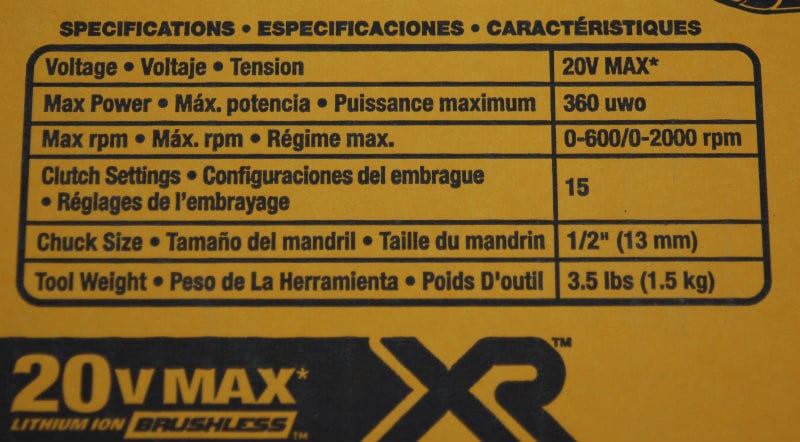 SPECIFICATIONS • ESPECIFICACIONES • CARACTÉRISTIQUES
Voltage • Voltaje • Tension 20V MAX*
Max Power • Máx. potencia • Puissance maximum 360 uwo
Max rpm • Máx. rpm • Régime max. 0-600/0-2000 rpm
Clutch Settings • Configuraciones del embrague
• Réglages de l'embrayage 15
Chuck Size • Tamaño del mandril • Taille du mandrin 1/2" (13 mm)
Tool Weight • Peso de La Herramienta • Poids D'outil 3.5 lbs (1.5 kg)
20V MAX*
LITHIUM ION BRUSHLESS™
XR™